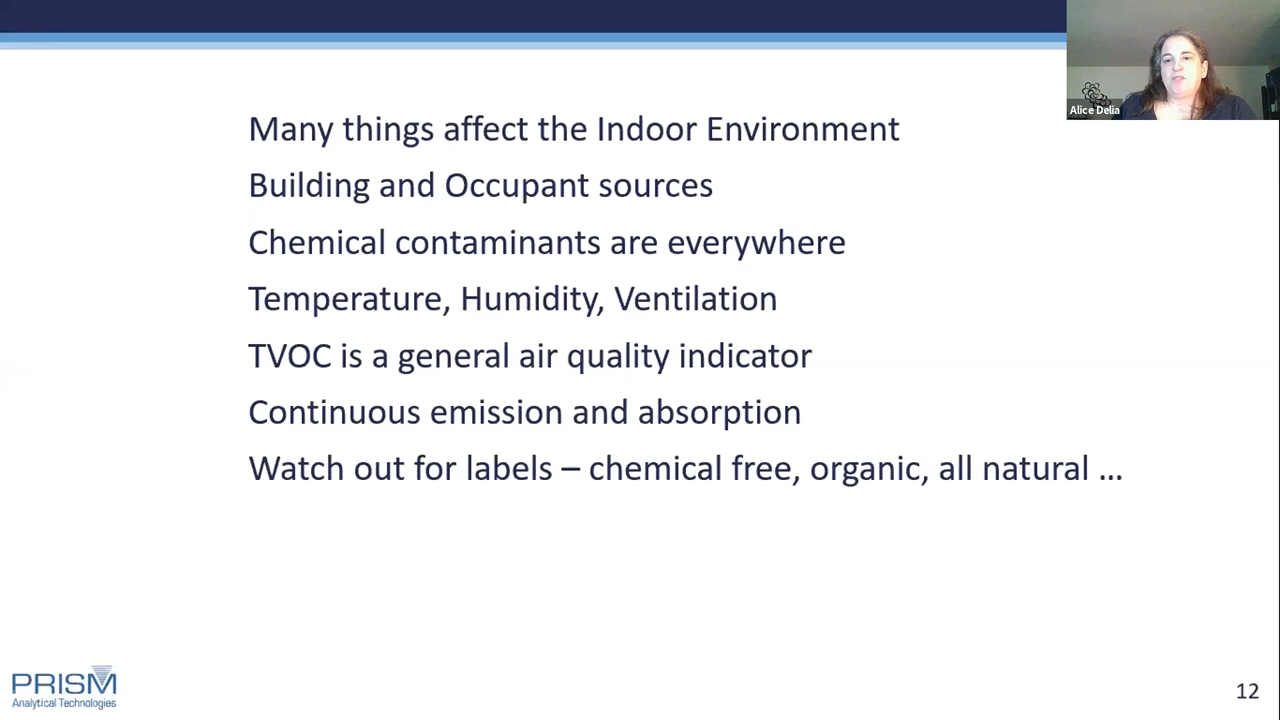 Alice Delia
Many things affect the Indoor Environment
Building and Occupant sources
Chemical contaminants are everywhere
Temperature, Humidity, Ventilation
TVOC is a general air quality indicator
Continuous emission and absorption
Watch out for labels – chemical free, organic, all natural ...
PRISM
Analytical Technologies
12